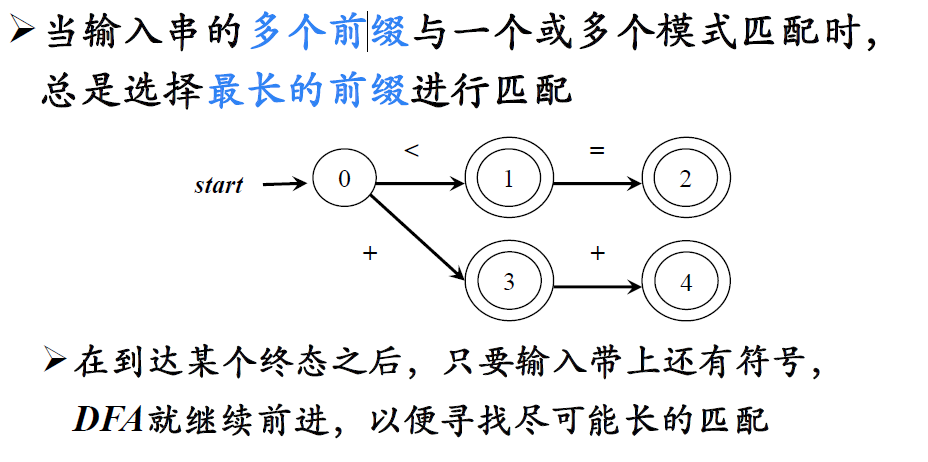 ➢当输入串的多个前缀与一个或多个模式匹配时，
总是选择最长的前缀进行匹配
< =
start 0 1 2
+ +
3 4
➢在到达某个终态之后，只要输入带上还有符号，
DFA就继续前进，以便寻找尽可能长的匹配